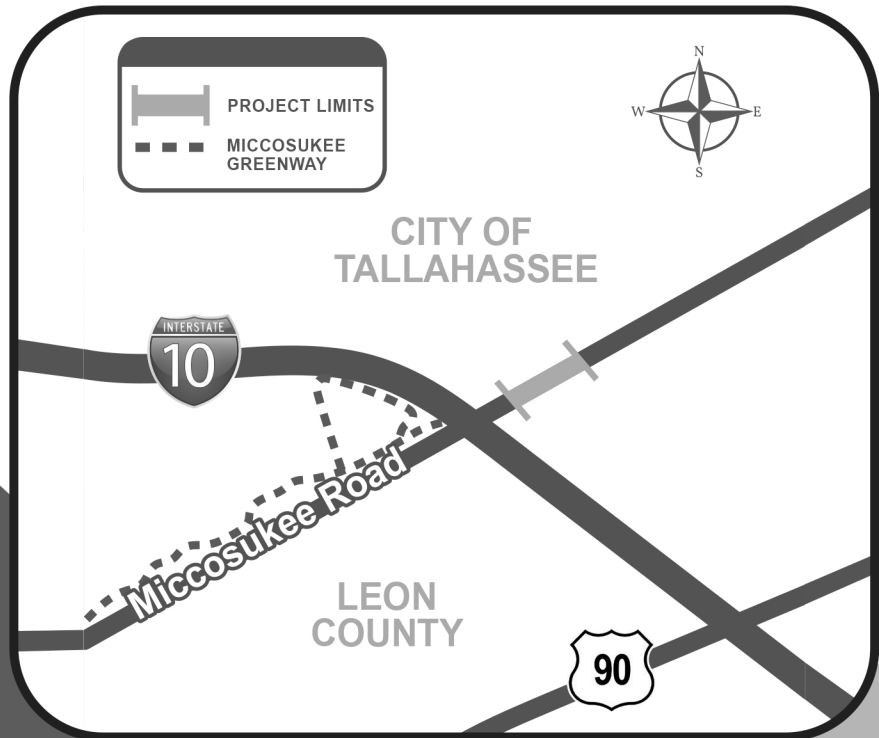 PROJECT LIMITS
MICCOSUKEE
GREENWAY
N
W
E
S
CITY OF
TALLAHASSEE
INTERSTATE
10
Miccosukee Road
LEON
COUNTY
90